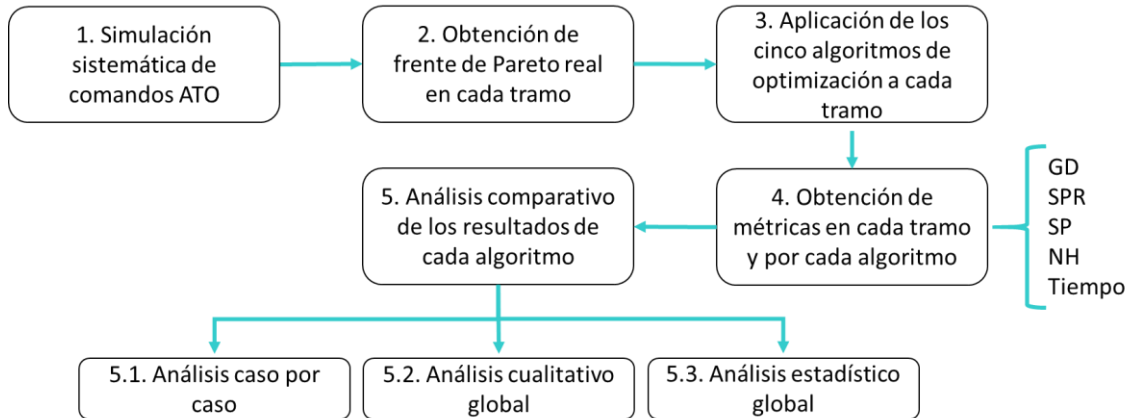 1. Simulación
sistemática de
comandos ATO
2. Obtención de
frente de Pareto real
en cada tramo
3. Aplicación de los
cinco algoritmos de
optimización a cada
tramo
4. Obtención de
métricas en cada tramo
y por cada algoritmo
GD
SPR
SP
NH
Tiempo
5. Análisis comparativo
de los resultados de
cada algoritmo
5.1. Análisis caso por
caso
5.2. Análisis cualitativo
global
5.3. Análisis estadístico
global